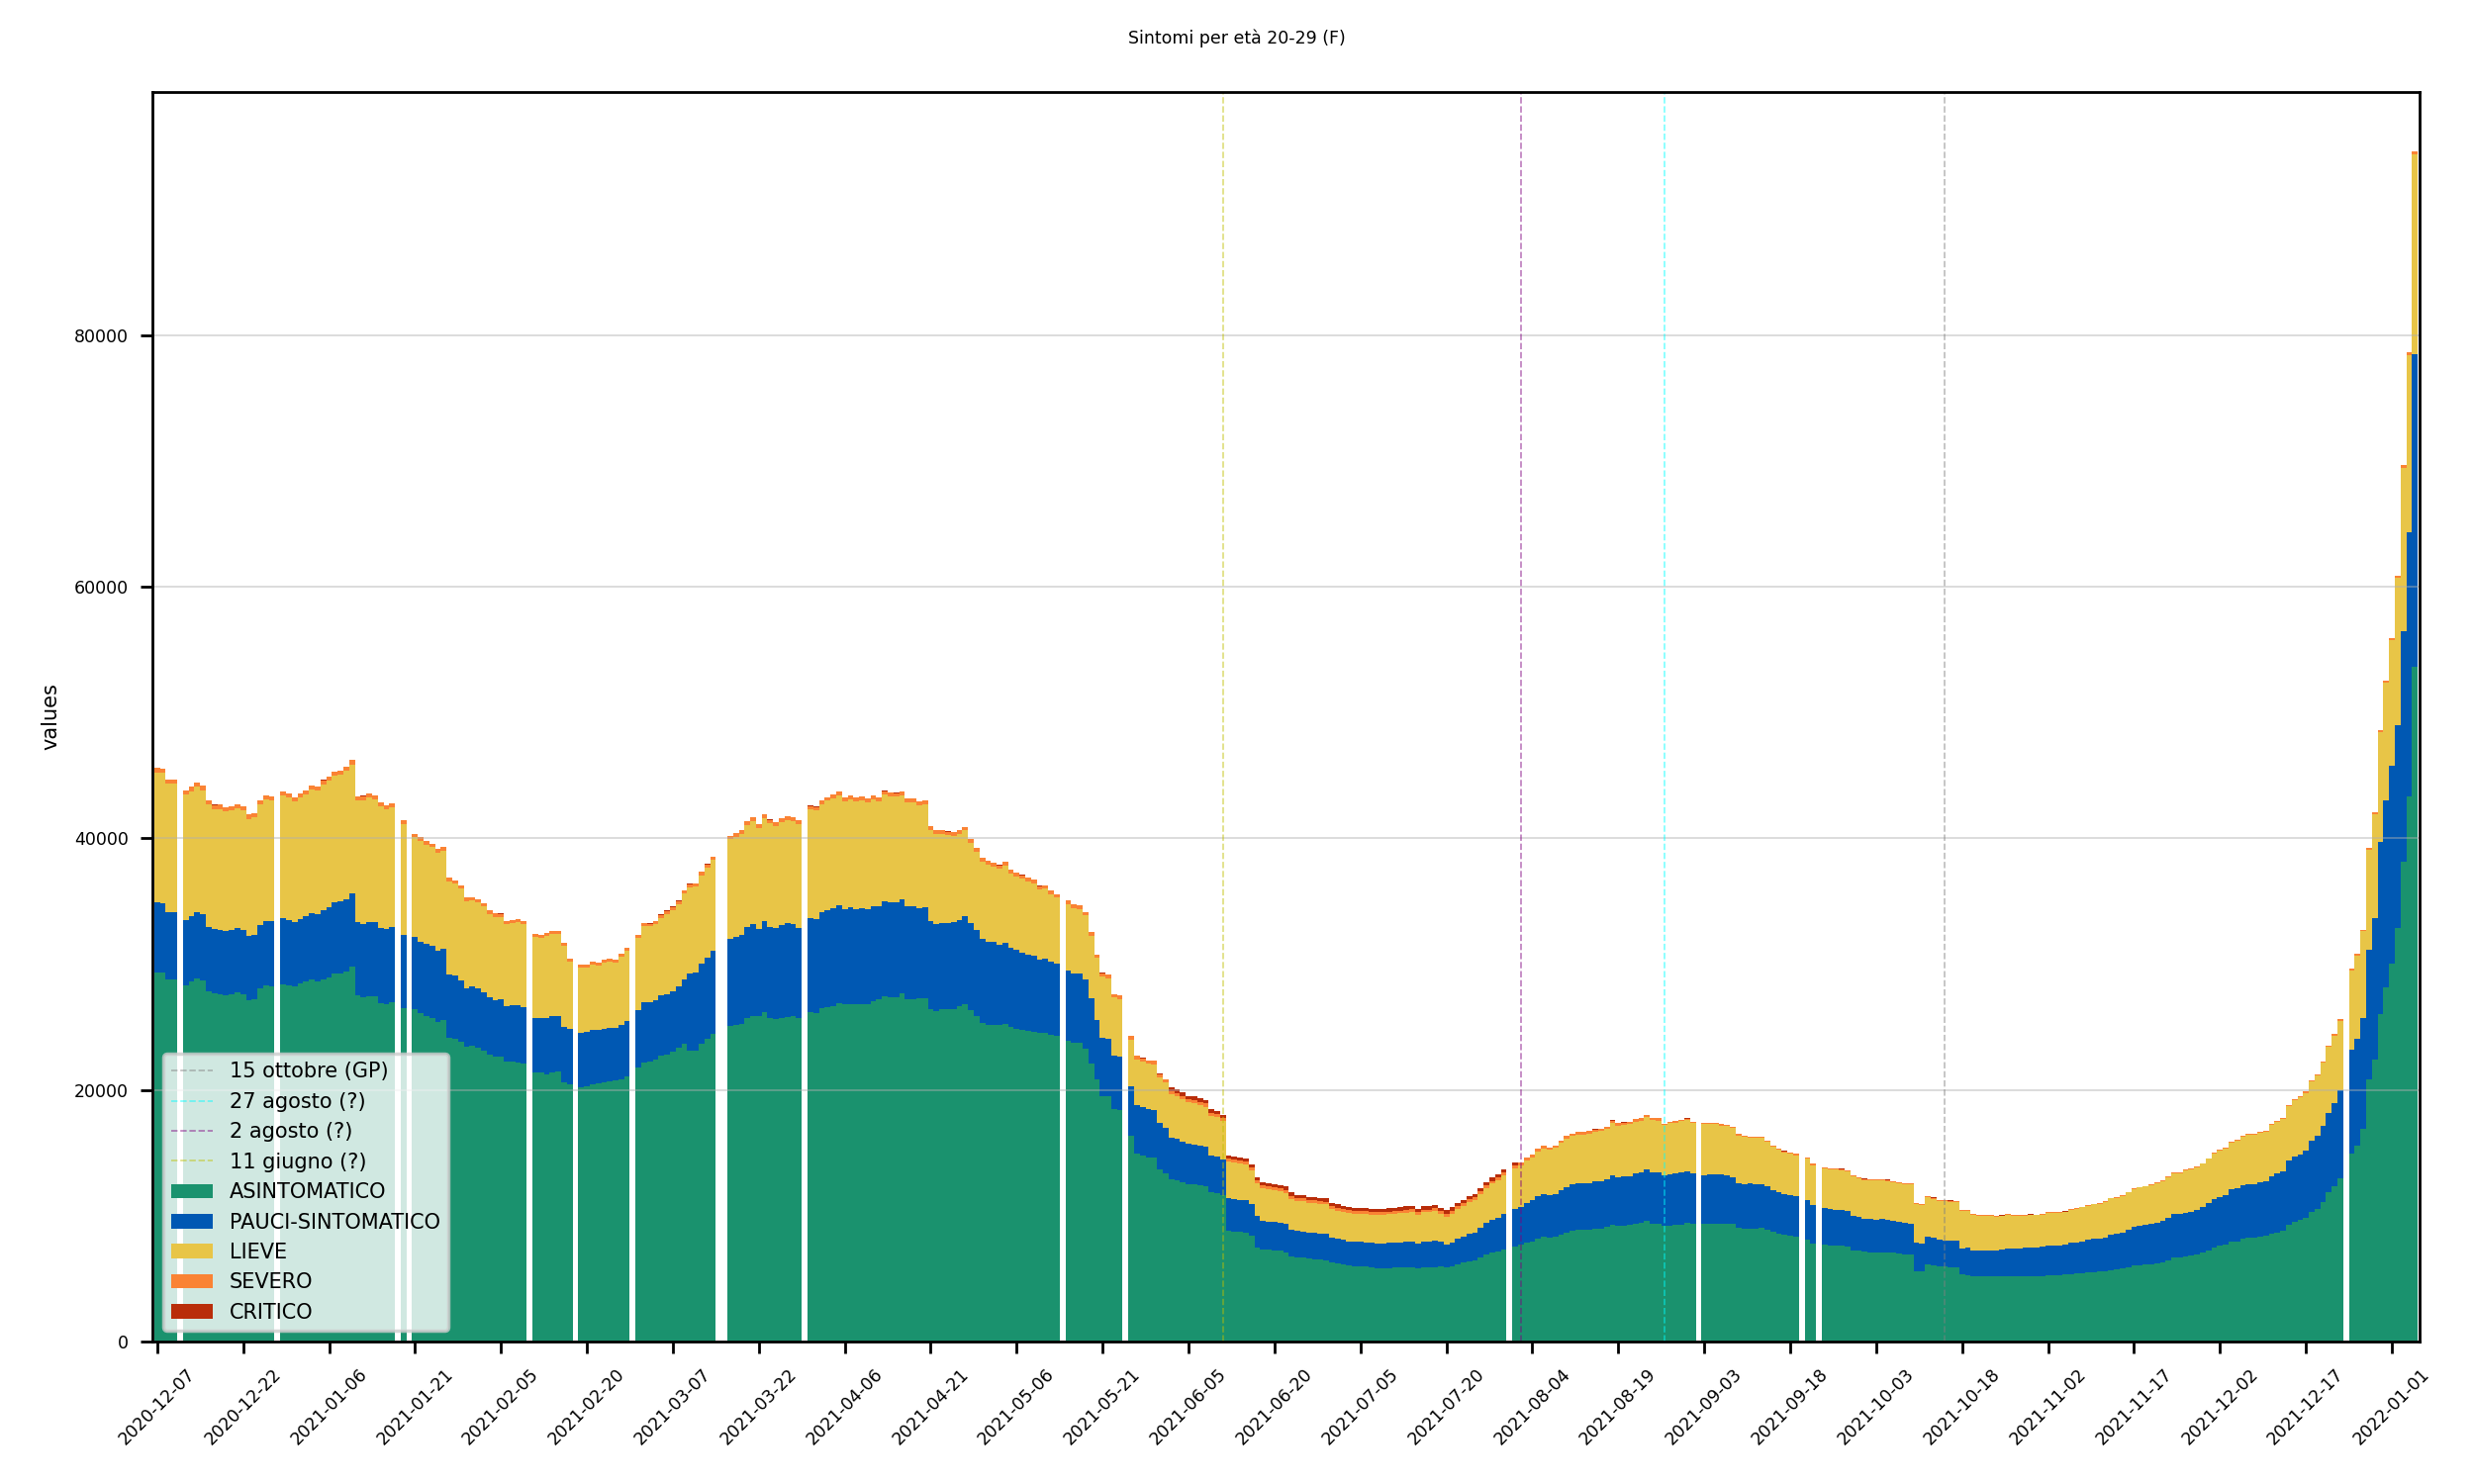 Sintomi per età 20-29 (F)
values
80000
60000
40000
20000
0
15 ottobre (GP)
27 agosto (?)
2 agosto (?)
11 giugno (?)
ASINTOMATICO
PAUCI-SINTOMATICO
LIEVE
SEVERO
CRITICO
2020-12-07
2020-12-22
2021-01-06
2021-01-21
2021-02-05
2021-02-20
2021-03-07
2021-03-22
2021-04-06
2021-04-21
2021-05-06
2021-05-21
2021-06-05
2021-06-20
2021-07-05
2021-07-20
2021-08-04
2021-08-19
2021-09-03
2021-09-18
2021-10-03
2021-10-18
2021-11-02
2021-11-17
2021-12-02
2021-12-17
2022-01-01